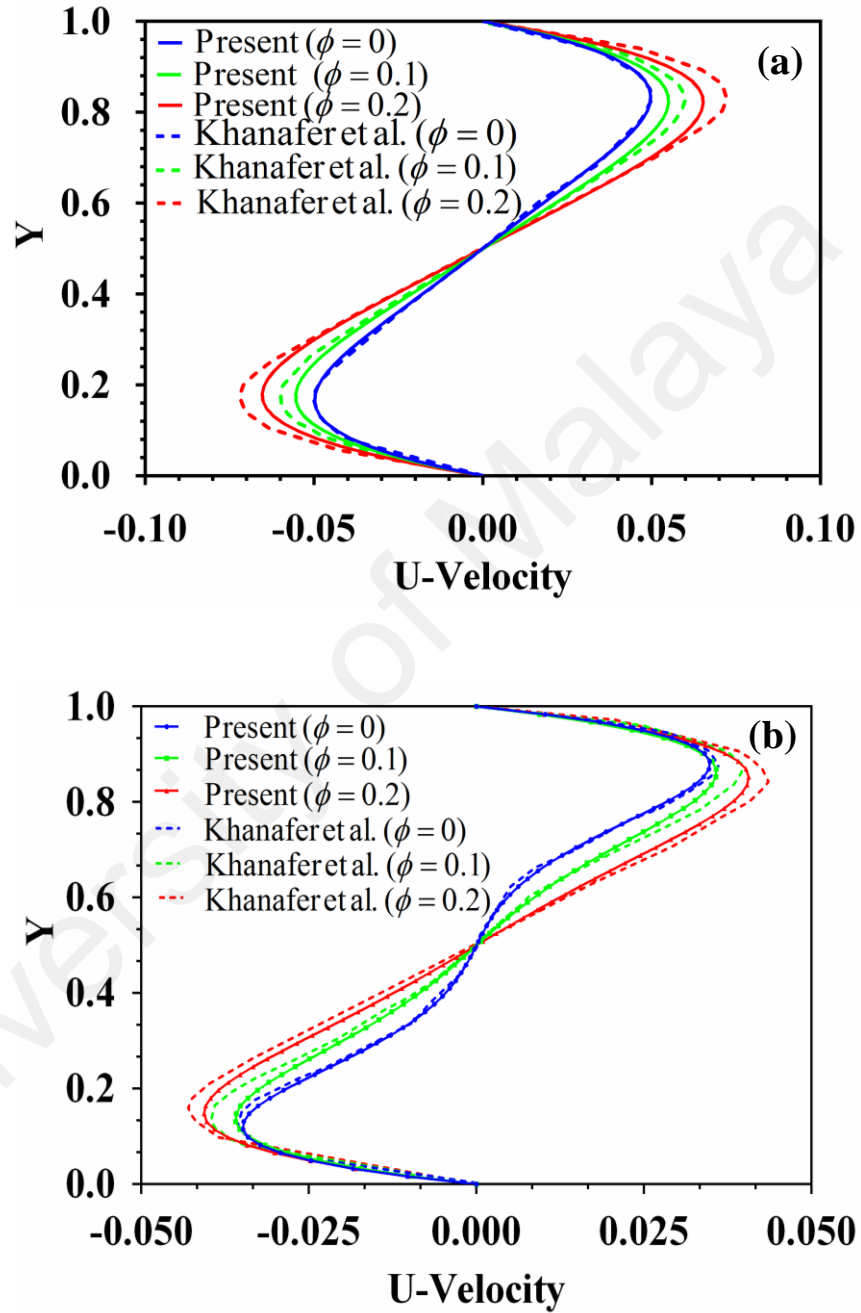 1.0
Present (ϕ = 0)
Present (ϕ = 0.1)
Present (ϕ = 0.2)
Khanafer et al. (ϕ = 0)
Khanafer et al. (ϕ = 0.1)
Khanafer et al. (ϕ = 0.2)
(a)
0.8
0.6
Y
0.4
0.2
0.0
-0.10 -0.05 0.00 0.05 0.10
U-Velocity
University of Malaya
1.0
Present (ϕ = 0)
Present (ϕ = 0.1)
Present (ϕ = 0.2)
Khanafer et al. (ϕ = 0)
Khanafer et al. (ϕ = 0.1)
Khanafer et al. (ϕ = 0.2)
(b)
0.8
0.6
Y
0.4
0.2
0.0
-0.050 -0.025 0.000 0.025 0.050
U-Velocity